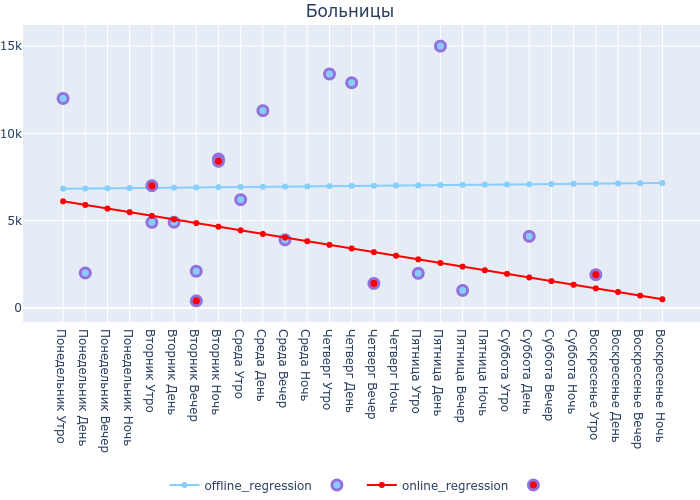 Больницы
15k
10k
5k
0
Понедельник Утро
Понедельник День
Понедельник Вечер
Понедельник Ночь
Вторник Утро
Вторник День
Вторник Вечер
Вторник Ночь
Среда Утро
Среда День
Среда Вечер
Среда Ночь
Четверг Утро
Четверг День
Четверг Вечер
Четверг Ночь
Пятница Утро
Пятница День
Пятница Вечер
Пятница Ночь
Суббота Утро
Суббота День
Суббота Вечер
Суббота Ночь
Воскресенье Утро
Воскресенье День
Воскресенье Вечер
Воскресенье Ночь
offline_regression online_regression